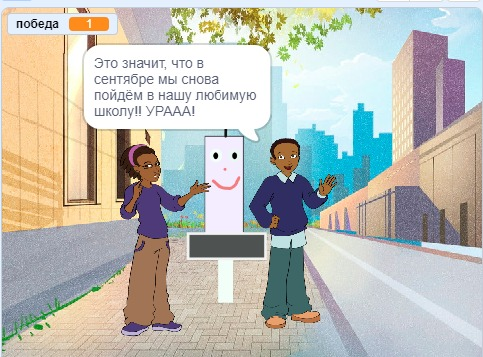 победа 1
Это значит, что в
сентябре мы снова
пойдём в нашу любимую
школу!! УРААА!